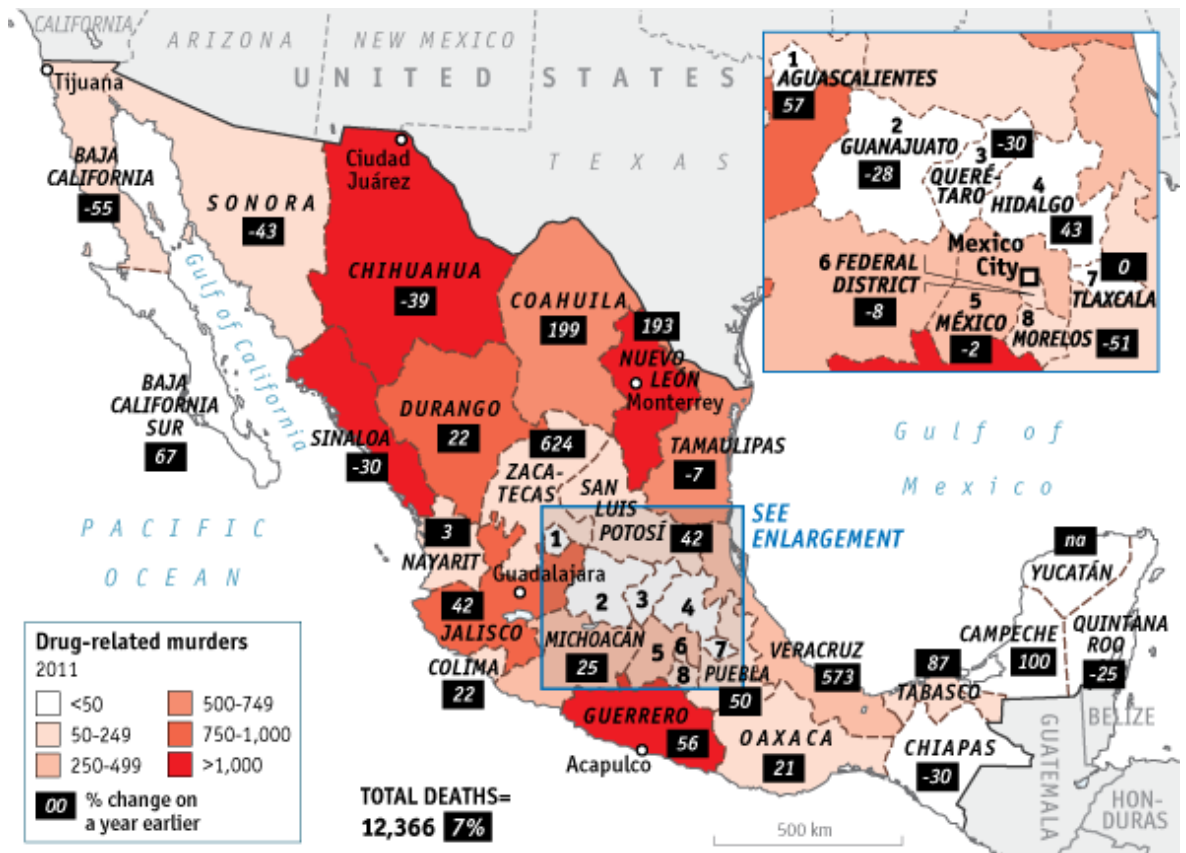 CALIFORNIA
ARIZONA
NEW MEXICO
UNITED STATES
TEXAS
Tijuana
BAJA
CALIFORNIA
-55
SONORA
-43
Ciudad
Juárez
CHIHUAHUA
-39
COAHUILA
199
193
NUEVO
LEÓN
Monterrey
Gulf of California
BAJA
CALIFORNIA
SUR
67
SINALOA
-30
DURANGO
22
624
ZACA-
TECAS
SAN
LUIS
POTOSÍ
42
TAMAULIPAS
-7
Gulf of
Mexico
PACIFIC
OCEAN
3
NAYARIT
Guadalajara
42
JALISCO
COLIMA
22
MICHOACÁN
25
1
2
3
4
5
6
7
8
SEE
ENLARGEMENT
PUEBLA
50
VERACRUZ
573
GUERRERO
56
Acapulco
OAXACA
21
87
TABASCO
CHIAPAS
-30
CAMPECHE
100
na
YUCATÁN
QUINTANA
ROO
-25
BELIZE
GUATEMALA
HON-
DURAS
1
AGUASCALIENTES
57
2
GUANAJUATO
-28
-30
3
QUERÉ-
TARO
4
HIDALGO
43
Mexico
City
6 FEDERAL
DISTRICT
-8
5
MÉXICO
-2
8
MORELOS
-51
0
7
TLAXCALA
Drug-related murders
2011
<50
50-249
250-499
500-749
750-1,000
>1,000
00 % change on
a year earlier
TOTAL DEATHS=
12,366 7%
500 km